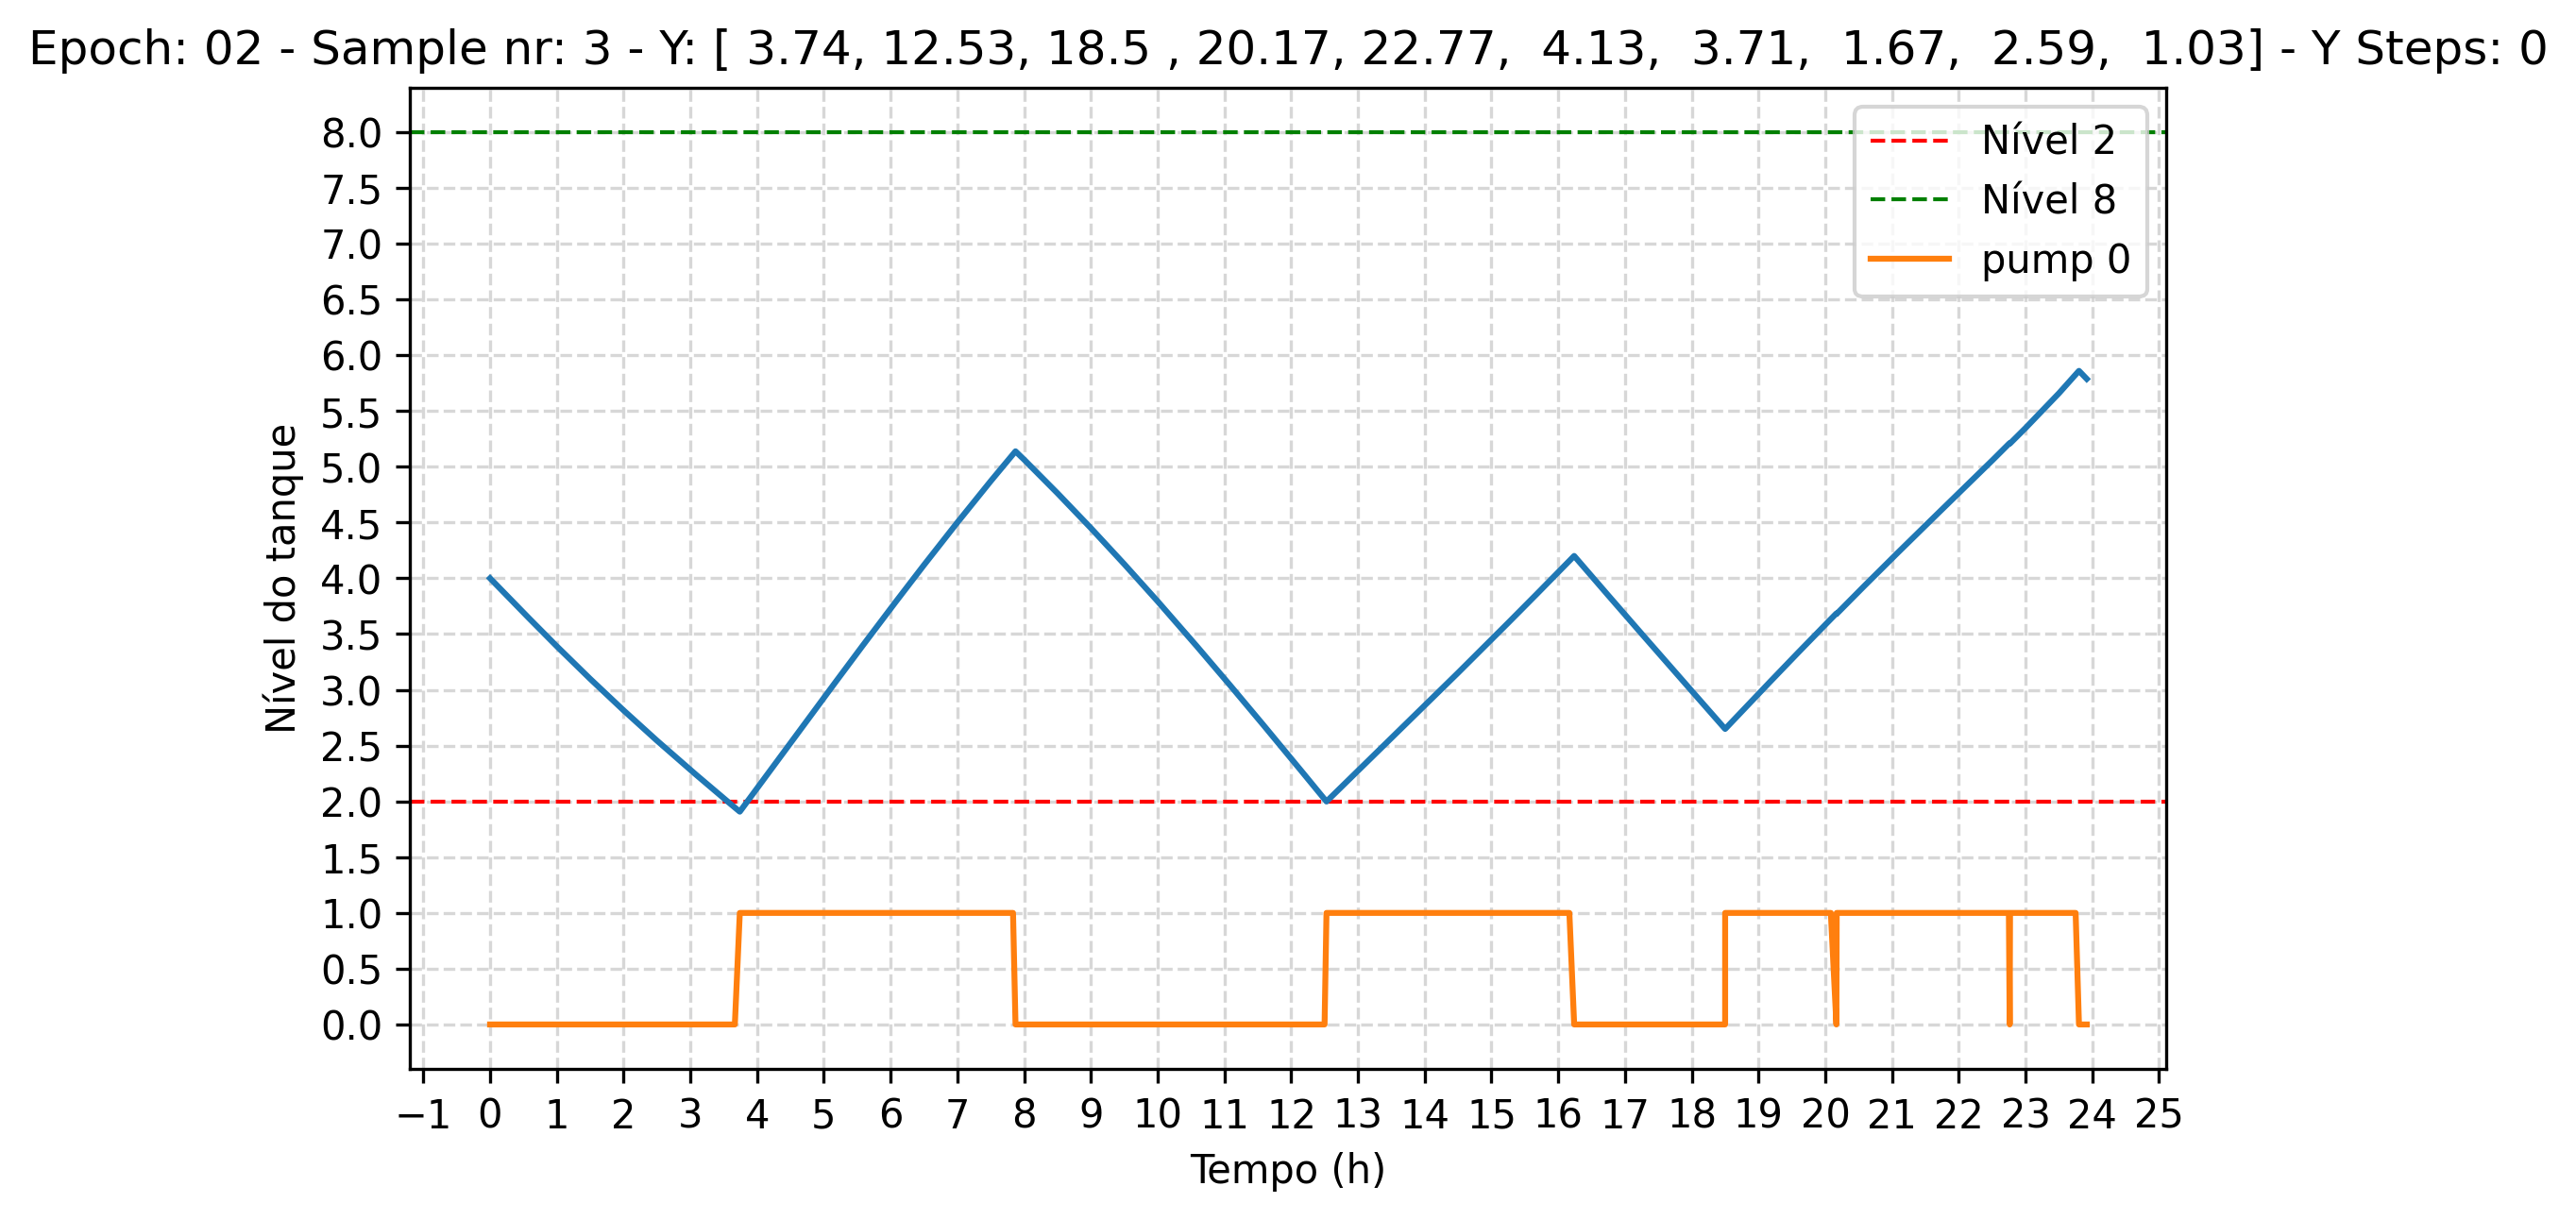 Epoch: 02 - Sample nr: 3 - Y: [ 3.74, 12.53, 18.5 , 20.17, 22.77,  4.13,  3.71,  1.67,  2.59,  1.03] - Y Steps: 0
8.0
7.5
7.0
6.5
6.0
5.5
5.0
4.5
4.0
3.5
3.0
2.5
2.0
1.5
1.0
0.5
0.0
Nível do tanque
Nível 2
Nível 8
pump 0
−1 0 1 2 3 4 5 6 7 8 9 10 11 12 13 14 15 16 17 18 19 20 21 22 23 24 25
Tempo (h)